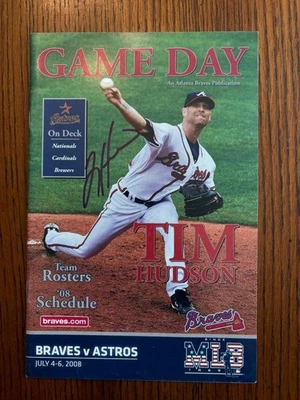 GAME DAY
An Atlanta Braves Publication
Astros
On Deck
Nationals
Cardinals
Brewers
TIM
HUDSON
Team
Rosters
'08
Schedule
braves.com
Braves
BRAVES v ASTROS
JULY 4-6, 2008
MLB